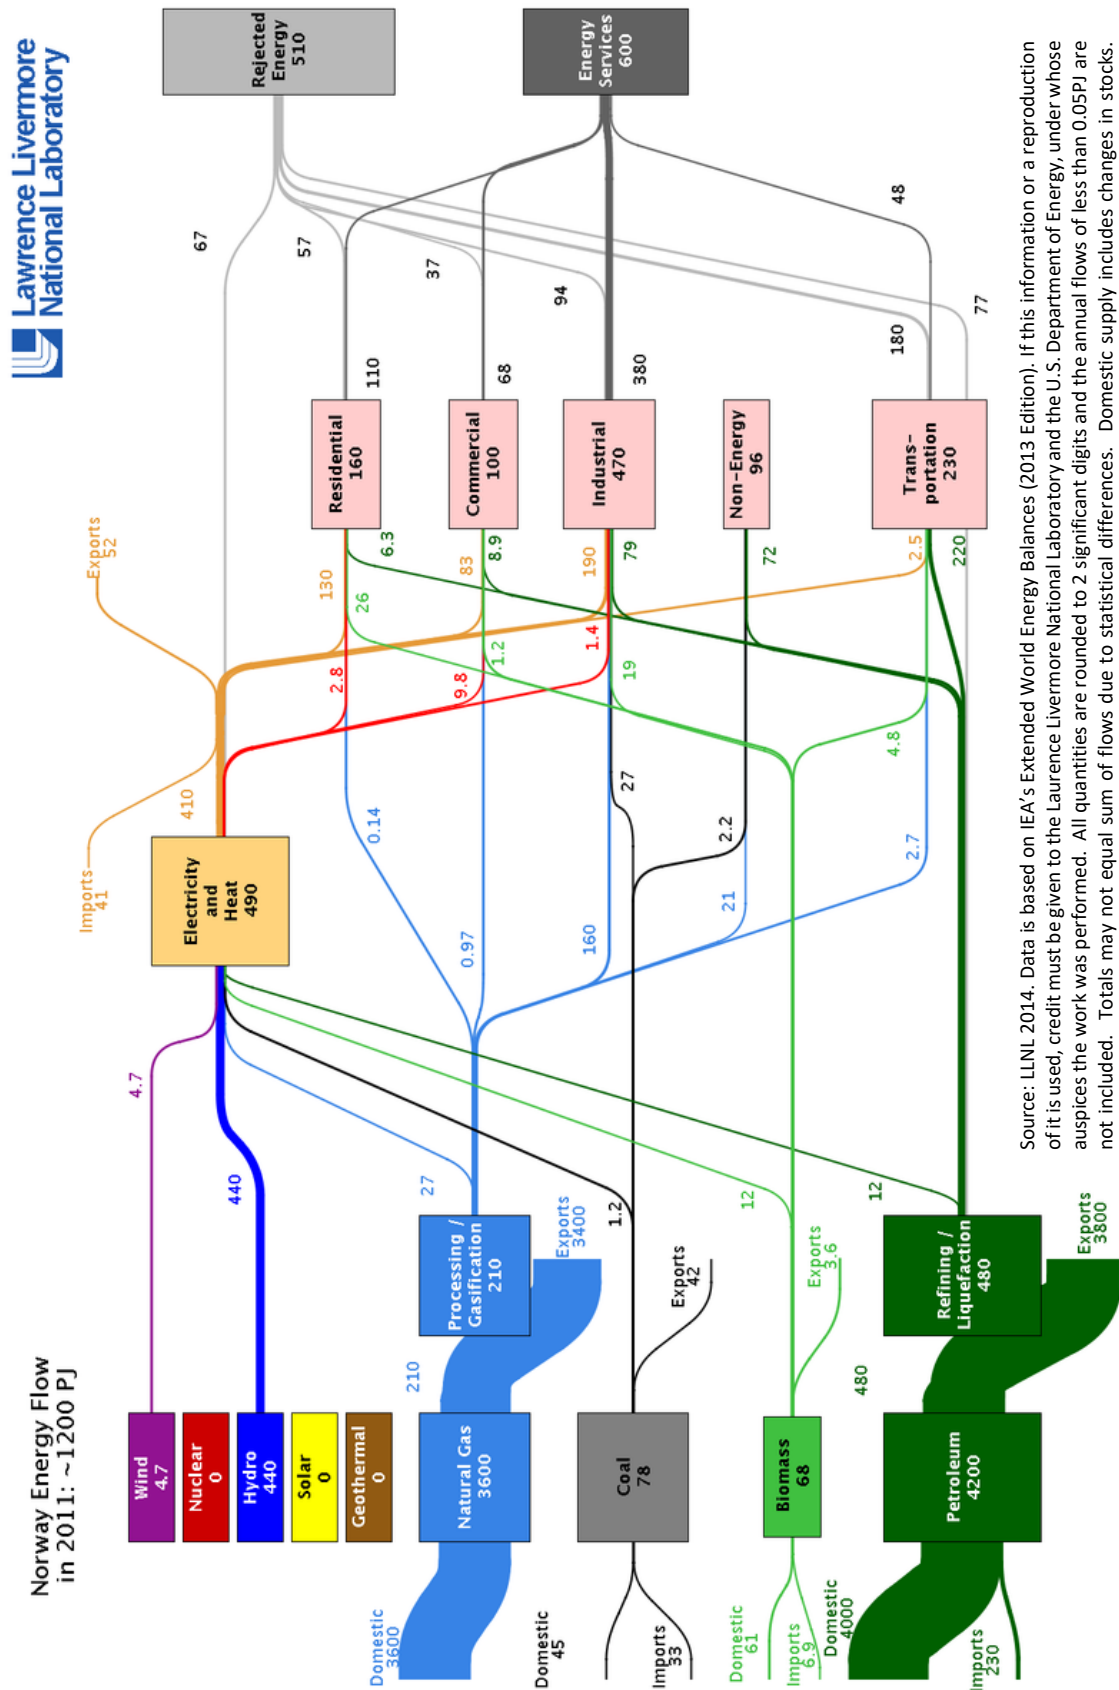 Norway Energy Flow
in 2011: ~1200 PJ
Lawrence Livermore
National Laboratory
Wind
4.7
Nuclear
0
Hydro
440
Solar
0
Geothermal
0
Domestic
3600
Natural Gas
3600
210
Processing /
Gasification
210
Exports
3400
Domestic
45
Imports
33
Coal
78
Exports
42
Domestic
61
Imports
6.9
Biomass
68
Exports
3.6
Domestic
4000
Imports
230
Petroleum
4200
480
Refining /
Liquefaction
480
Exports
3800
4.7
440
27
1.2
12
12
Imports
41
Electricity
and
Heat
490
410
Exports
52
0.14
0.97
160
21
2.7
27
2.2
4.8
2.8
9.8
1.4
26
1.2
19
130
83
190
2.5
6.3
8.9
79
72
220
Residential
160
Commercial
100
Industrial
470
Non-Energy
96
Trans-
portation
230
67
57
37
94
180
77
110
68
380
48
Rejected
Energy
510
Energy
Services
600
Source: LLNL 2014. Data is based on IEA's Extended World Energy Balances (2013 Edition). If this information or a reproduction
of it is used, credit must be given to the Laurence Livermore National Laboratory and the U.S. Department of Energy, under whose
auspices the work was performed. All quantities are rounded to 2 significant digits and the annual flows of less than 0.05PJ are
not included. Totals may not equal sum of flows due to statistical differences. Domestic supply includes changes in stocks.